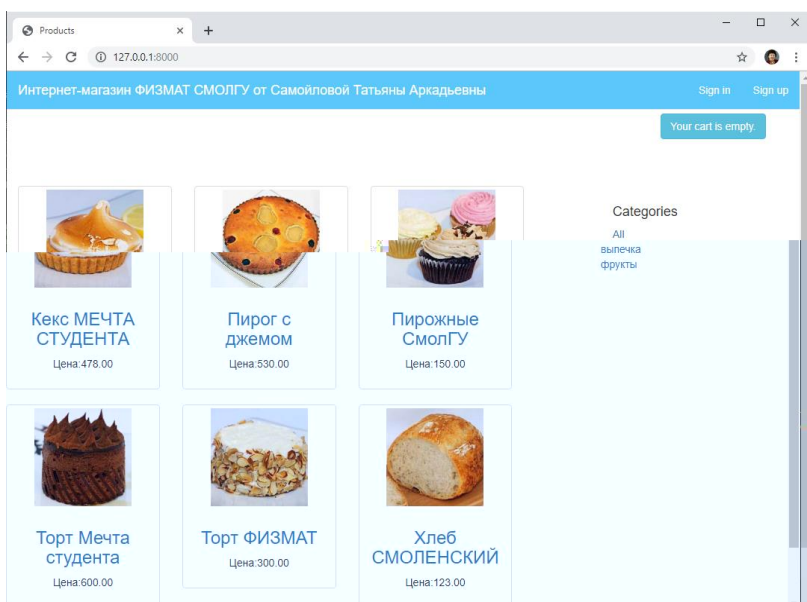 Products
127.0.0.1:8000
Интернет-магазин ФИЗМАТ СМОЛГУ от Самойловой Татьяны Аркадьевны
Sign in
Sign up
Your cart is empty.
Categories
All
выпечка
фрукты
Кекс МЕЧТА
СТУДЕНТА
Цена:478.00
Пирог с
джемом
Цена:530.00
Пирожные
СмолГУ
Цена:150.00
Торт Мечта
студента
Цена:600.00
Торт ФИЗМАТ
Цена:300.00
Хлеб
СМОЛЕНСКИЙ
Цена:123.00